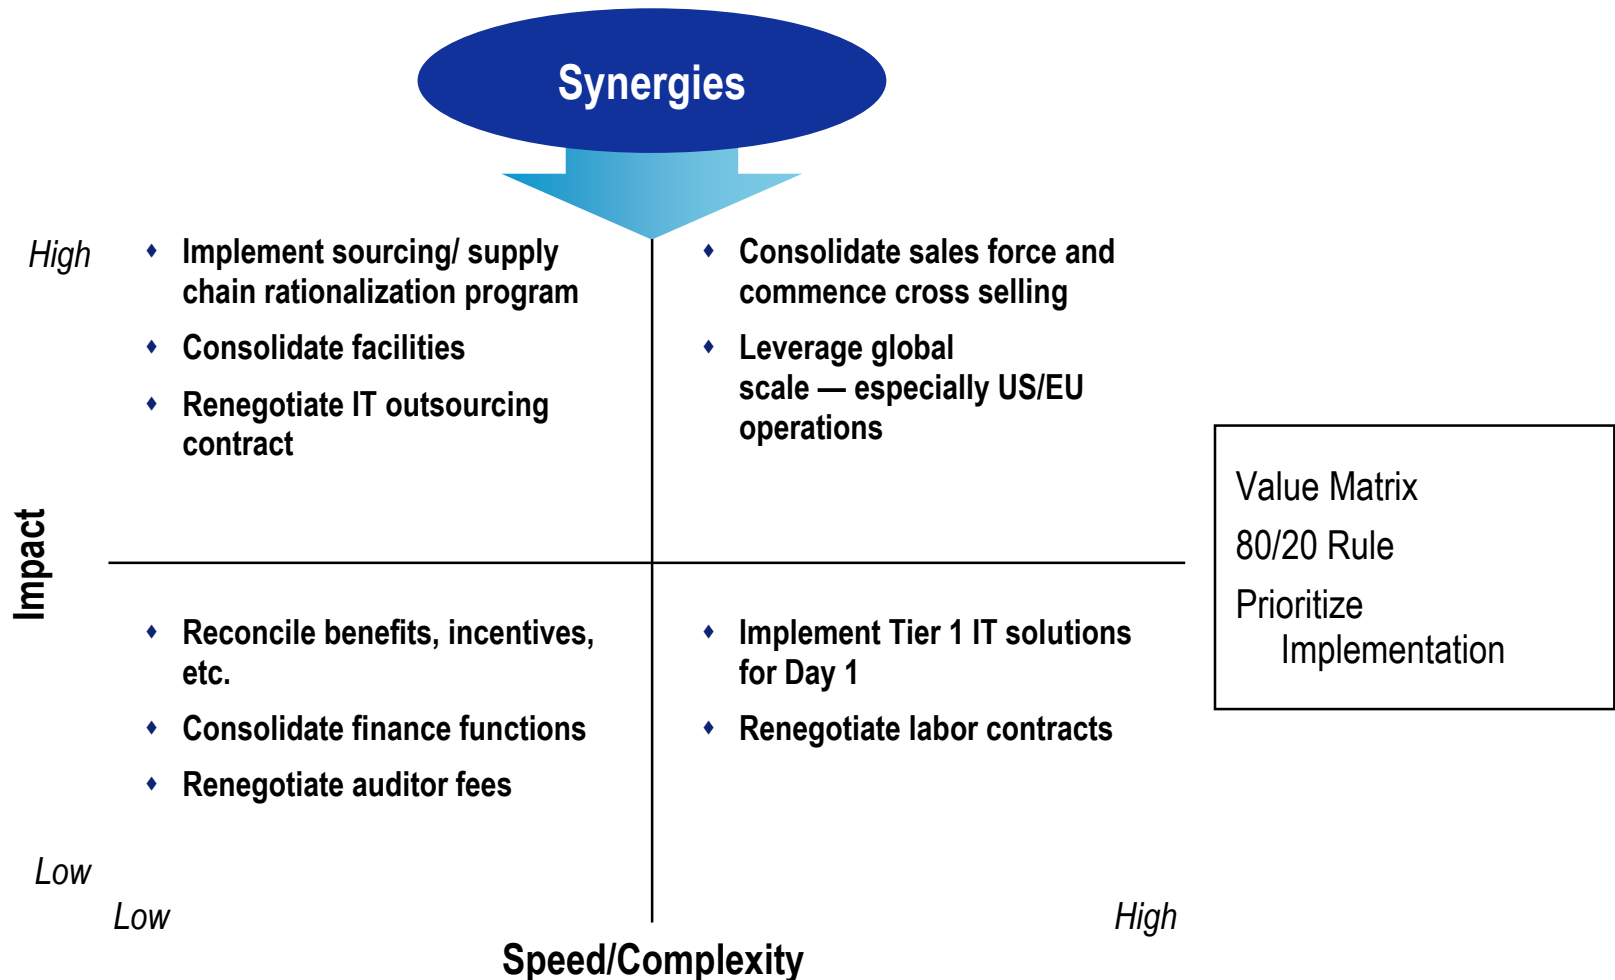 Synergies
High
Implement sourcing/ supply
chain rationalization program
Consolidate facilities
Renegotiate IT outsourcing
contract
Consolidate sales force and
commence cross selling
Leverage global
scale — especially US/EU
operations
Impact
Value Matrix
80/20 Rule
Prioritize
Implementation
Reconcile benefits, incentives,
etc.
Consolidate finance functions
Renegotiate auditor fees
Implement Tier 1 IT solutions
for Day 1
Renegotiate labor contracts
Low
Low
High
Speed/Complexity